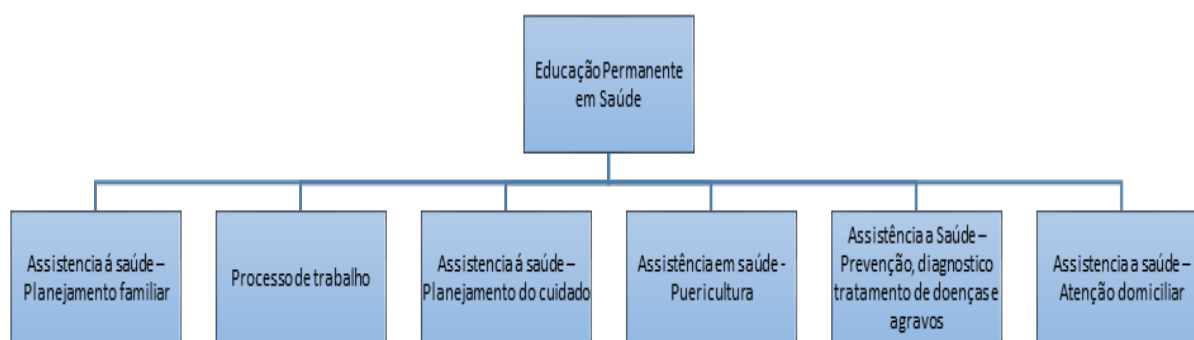 Educação Permanente
em Saúde
Assistencia á saúde –
Planejamento familiar
Processo de trabalho
Assistencia á saúde –
Planejamento do cuidado
Assistência em saúde -
Puericultura
Assistência a Saúde –
Prevenção, diagnostico
tratamento de doenças e
agravos
Assistencia a saúde –
Atenção domiciliar